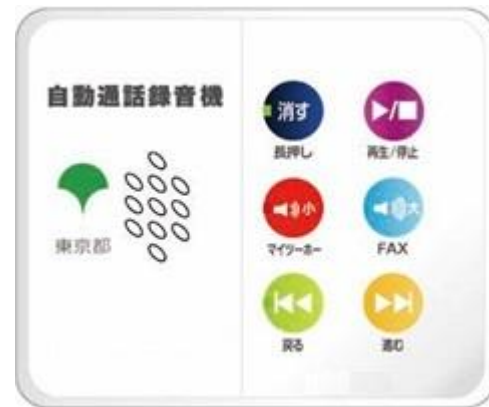 自動通話録音機
東京都
消す
長押し
再生/停止
小
大
マイツーホー
FAX
戻る
進む